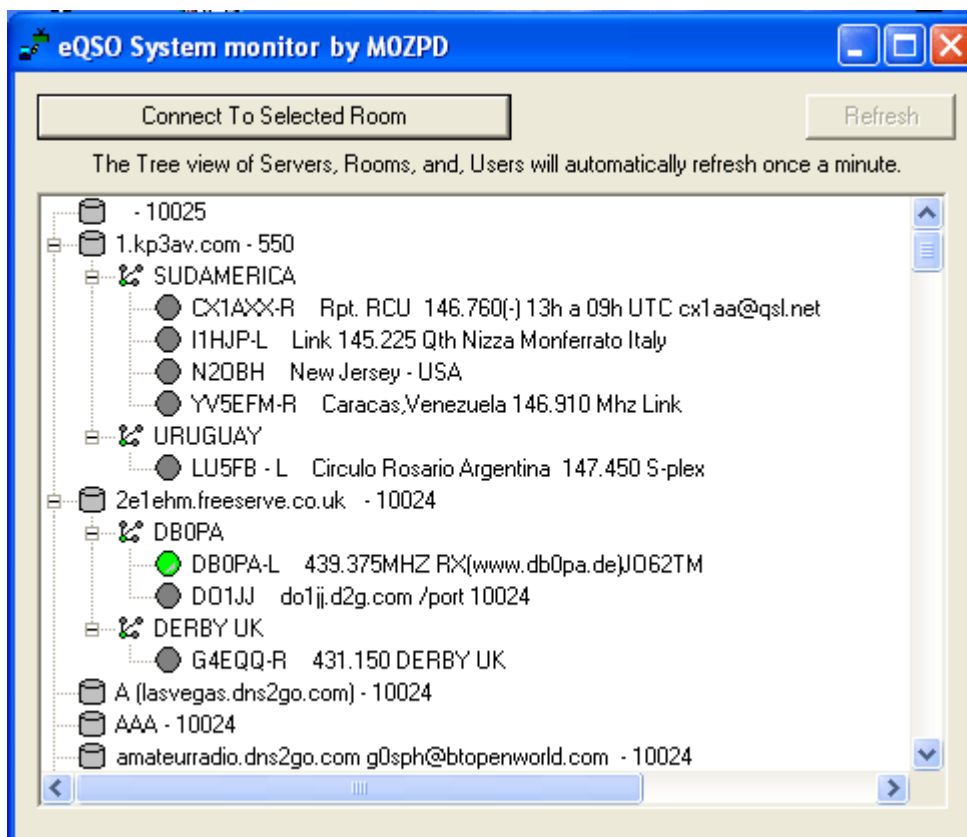 eQSO System monitor by M0ZPD
Connect To Selected Room
Refresh
The Tree view of Servers, Rooms, and, Users will automatically refresh once a minute.
- 10025
1.kp3av.com - 550
SUDAMERICA
CX1AXX-R Rpt. RCU 146.760(-) 13h a 09h UTC cx1aa@qsl.net
I1HJP-L Link 145.225 Qth Nizza Monferrato Italy
N2OBH New Jersey - USA
YV5EFM-R Caracas,Venezuela 146.910 Mhz Link
URUGUAY
LU5FB - L Circulo Rosario Argentina 147.450 S-plex
2e1ehm.freeserve.co.uk - 10024
DB0PA
DB0PA-L 439.375MHZ RX(www.db0pa.de)JO62TM
DO1JJ do1jj.d2g.com /port 10024
DERBY UK
G4EQQ-R 431.150 DERBY UK
A (lasvegas.dns2go.com) - 10024
AAA - 10024
amateurradio.dns2go.com g0sph@btopenworld.com - 10024